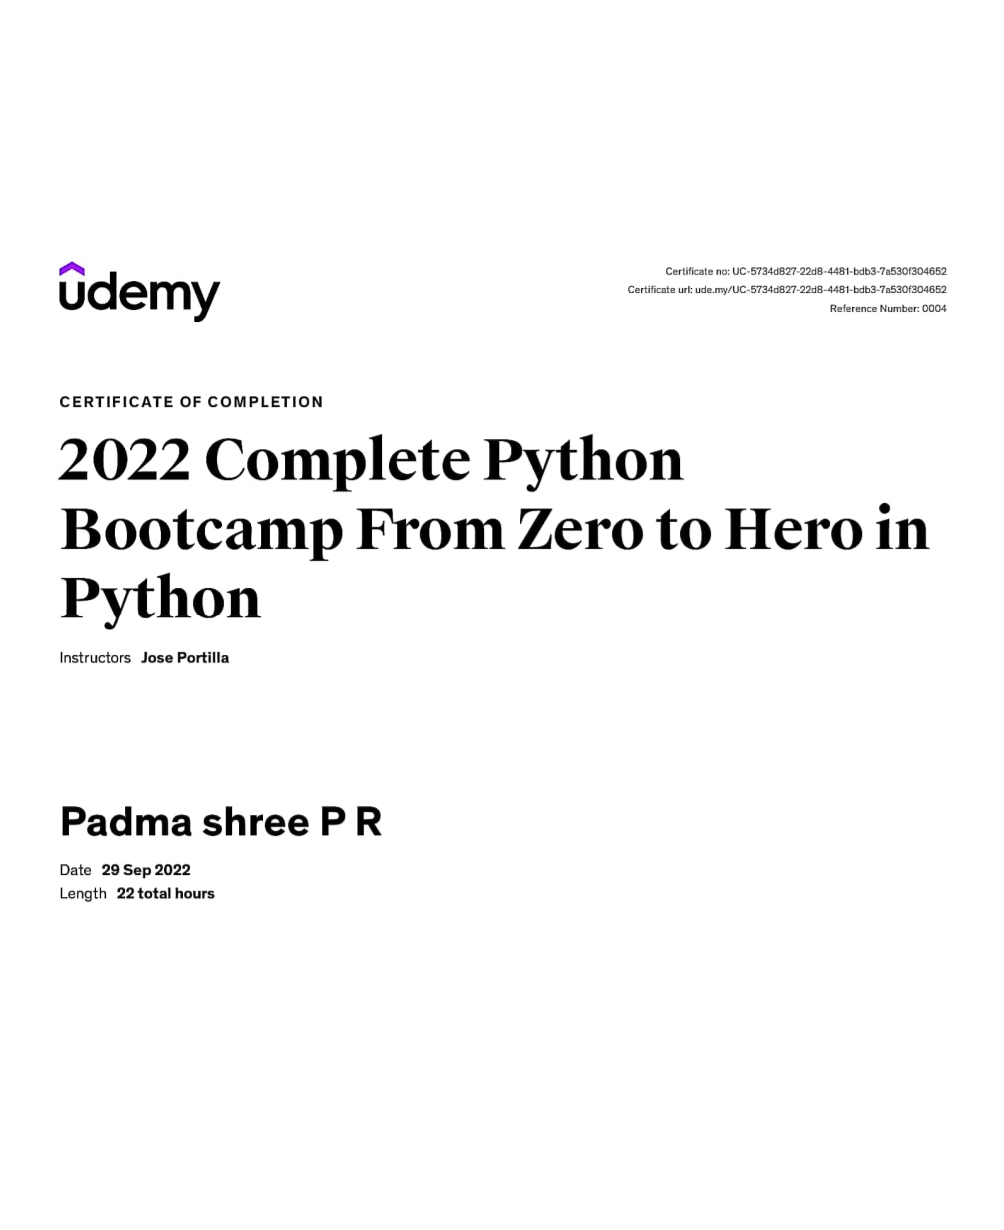 ûdemy
Certificate no: UC-5734d827-22d8-4481-bdb3-7a530f304652
Certificate url: ude.my/UC-5734d827-22d8-4481-bdb3-7a530f304652
Reference Number: 0004
CERTIFICATE OF COMPLETION
2022 Complete Python
Bootcamp From Zero to Hero in
Python
Instructors Jose Portilla
Padma shree P R
Date 29 Sep 2022
Length 22 total hours